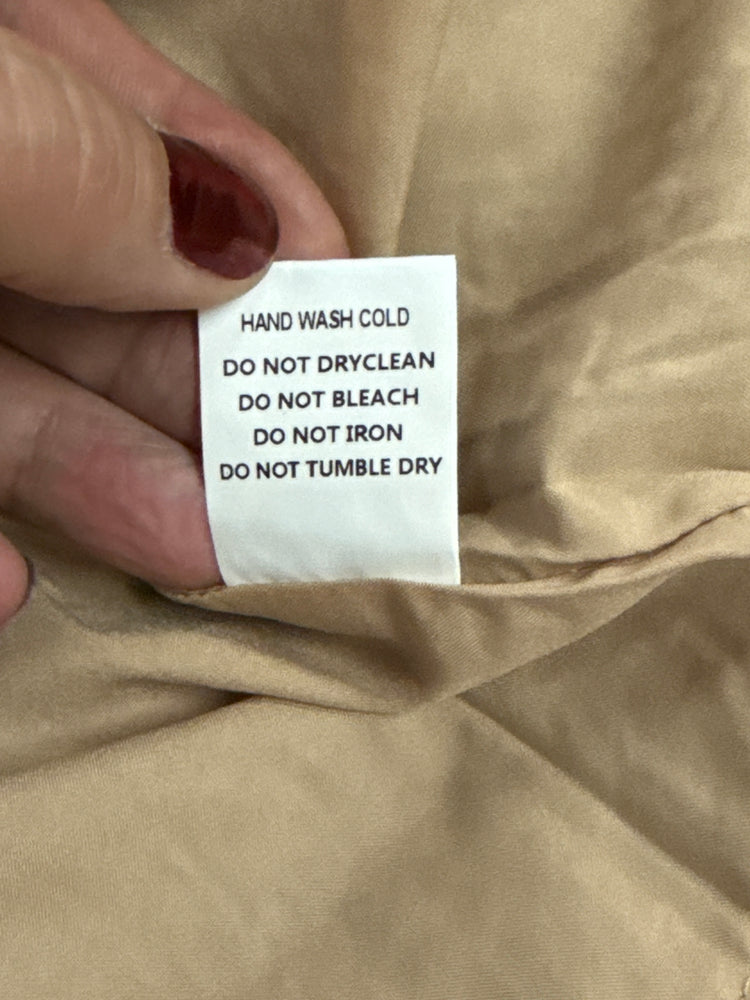 HAND WASH COLD
DO NOT DRYCLEAN
DO NOT BLEACH
DO NOT IRON
DO NOT TUMBLE DRY